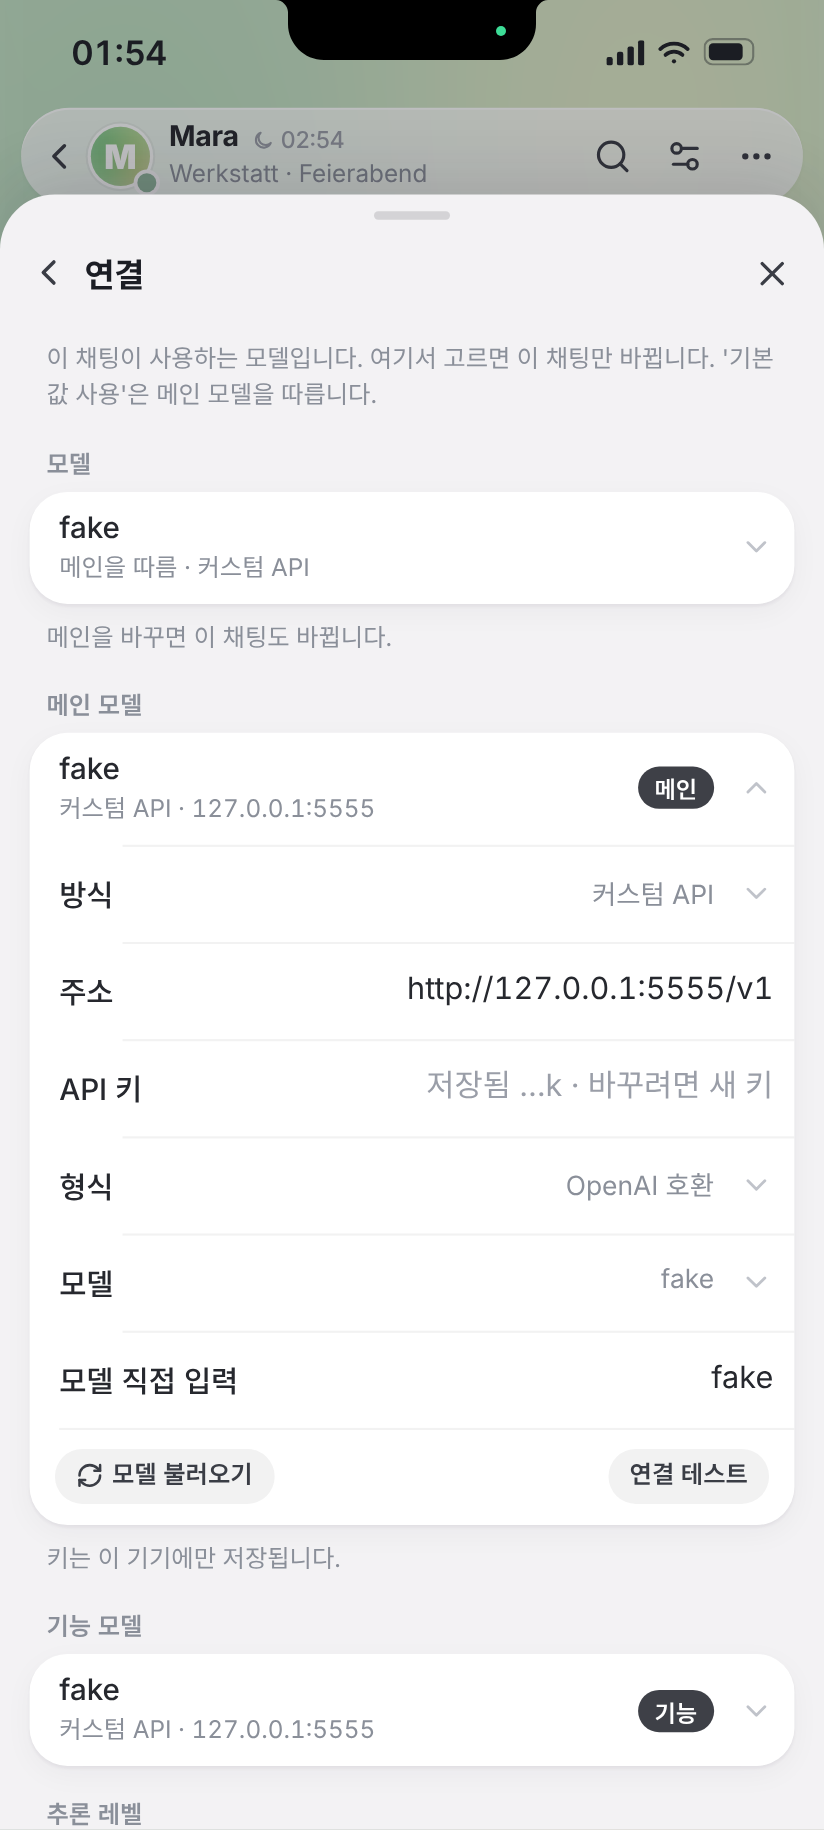 01:54
M
Mara 02:54
Werkstatt · Feierabend
연결
이 채팅이 사용하는 모델입니다. 여기서 고르면 이 채팅만 바뀝니다. '기본
값 사용'은 메인 모델을 따릅니다.
모델
fake
메인을 따름 · 커스텀 API
메인을 바꾸면 이 채팅도 바뀝니다.
메인 모델
fake
커스텀 API · 127.0.0.1:5555
메인
방식
커스텀 API
주소
http://127.0.0.1:5555/v1
API 키
저장됨 …k · 바꾸려면 새 키
형식
OpenAI 호환
모델
fake
모델 직접 입력
fake
모델 불러오기
연결 테스트
키는 이 기기에만 저장됩니다.
기능 모델
fake
커스텀 API · 127.0.0.1:5555
기능
추론 레벨